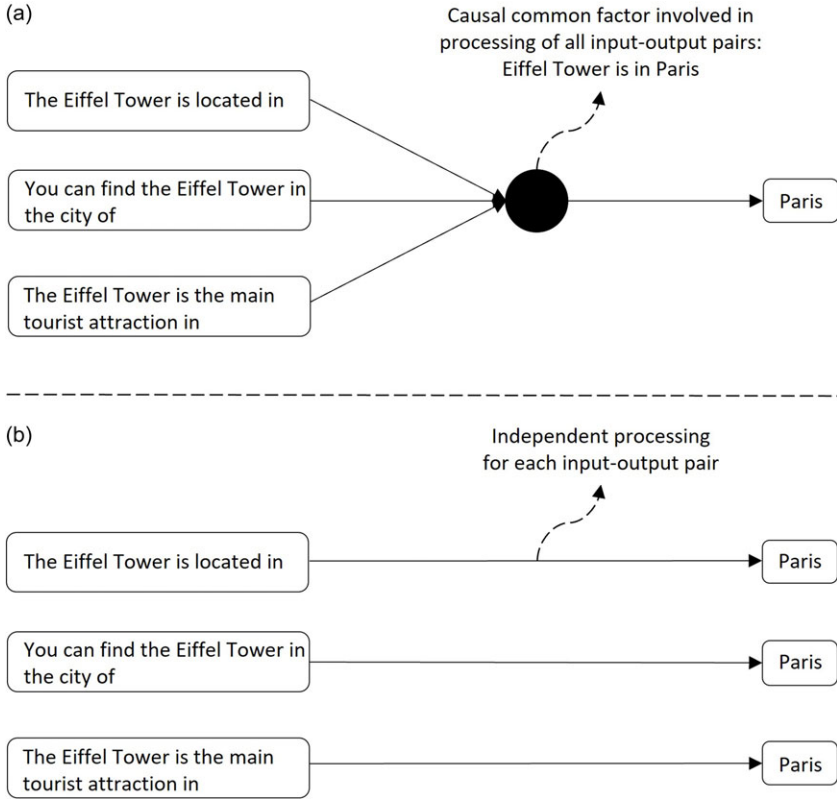 (a)
Causal common factor involved in
processing of all input-output pairs:
Eiffel Tower is in Paris
The Eiffel Tower is located in
You can find the Eiffel Tower in
the city of
Paris
The Eiffel Tower is the main
tourist attraction in
(b)
Independent processing
for each input-output pair
The Eiffel Tower is located in
Paris
You can find the Eiffel Tower in
the city of
Paris
The Eiffel Tower is the main
tourist attraction in
Paris